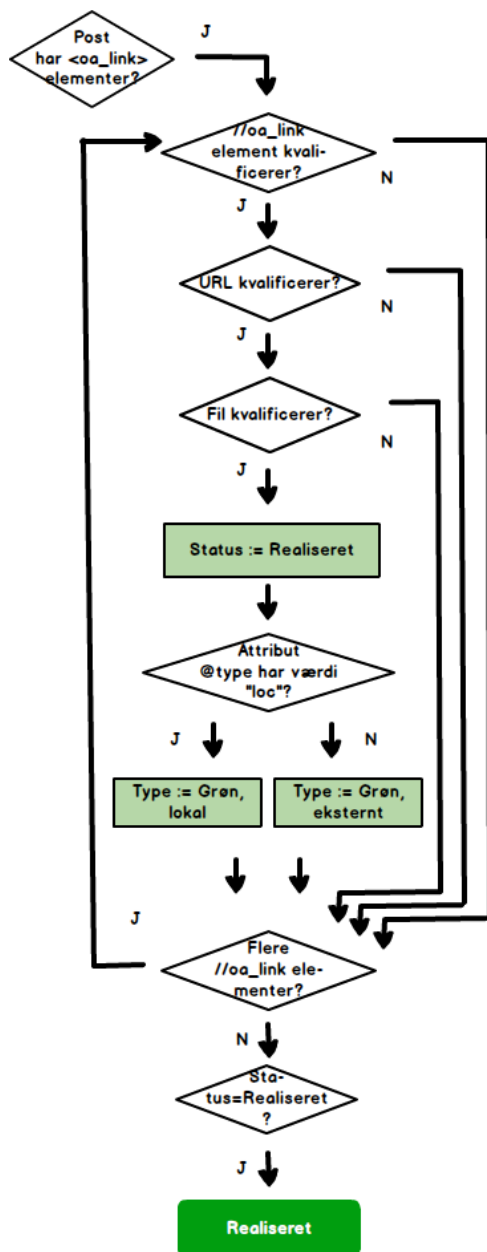 Post
har <oa_link>
elementer?
J
//oa_link
element kvali-
ficerer?
N
J
URL kvalificerer?
N
J
Fil kvalificerer?
N
J
Status := Realiseret
Attribut
@type har værdi
"loc"?
J
N
Type := Grøn,
lokal
Type := Grøn,
eksternt
J
Flere
//oa_link ele-
menter?
N
Sta-
tus=Realiseret
?
J
Realiseret